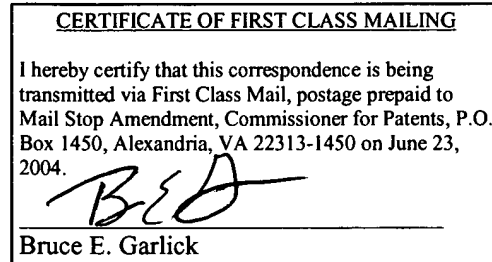 CERTIFICATE OF FIRST CLASS MAILING
I hereby certify that this correspondence is being
transmitted via First Class Mail, postage prepaid to
Mail Stop Amendment, Commissioner for Patents, P.O.
Box 1450, Alexandria, VA 22313-1450 on June 23,
2004.
Bruce E. Garlick